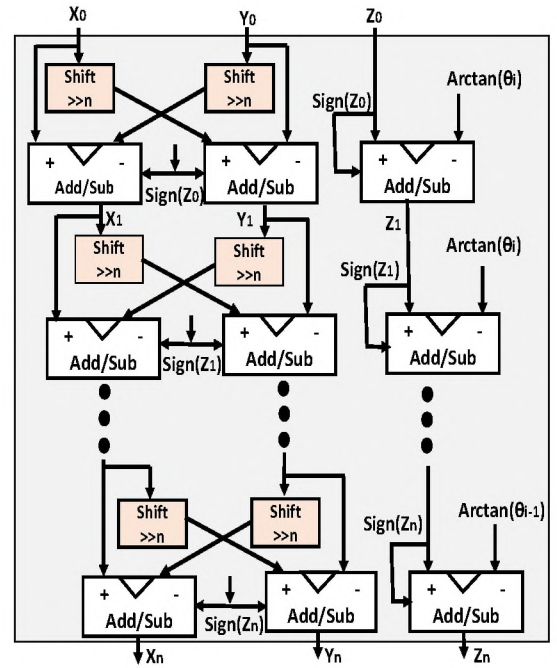 X0 Y0 Z0
Shift >>n
Shift >>n
Arctan(θi)
Sign(Z0)
+ - Add/Sub
Sign(Z0)
+ - Add/Sub
+ - Add/Sub
X1 Y1 Z1
Shift >>n
Shift >>n
Arctan(θi)
Sign(Z1)
+ - Add/Sub
Sign(Z1)
+ - Add/Sub
+ - Add/Sub
Shift >>n
Shift >>n
Arctan(θi-1)
Sign(Zn)
+ - Add/Sub
Sign(Zn)
+ - Add/Sub
+ - Add/Sub
Xn Yn Zn